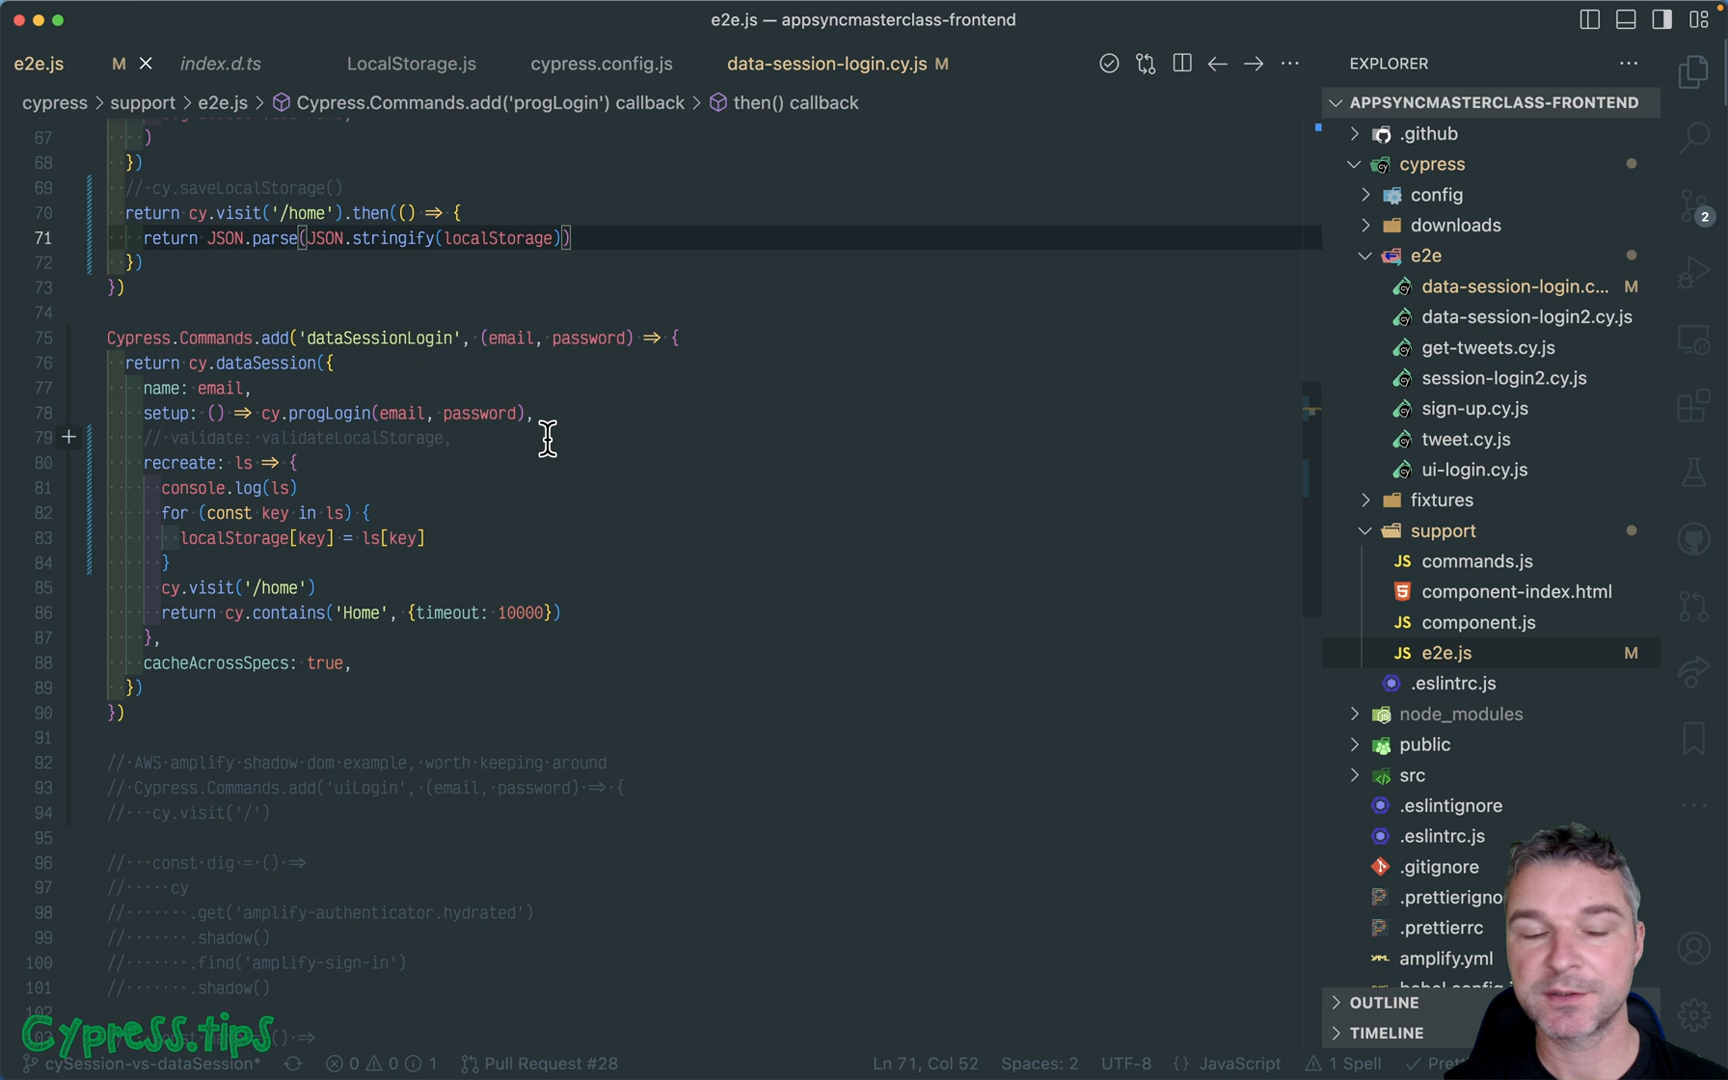 e2e.js — appsyncmasterclass-frontend
e2e.js M index.d.ts LocalStorage.js cypress.config.js data-session-login.cy.js M
cypress > support > e2e.js > Cypress.Commands.add('progLogin') callback > then() callback
67 )
68 })
69 // cy.saveLocalStorage()
70 return cy.visit('/home').then(() => {
71 return JSON.parse(JSON.stringify(localStorage))
72 })
73 })
74
75 Cypress.Commands.add('dataSessionLogin', (email, password) => {
76 return cy.dataSession({
77 name: email,
78 setup: () => cy.progLogin(email, password),
79 // validate: validateLocalStorage,
80 recreate: ls => {
81 console.log(ls)
82 for (const key in ls) {
83 localStorage[key] = ls[key]
84 }
85 cy.visit('/home')
86 return cy.contains('Home', {timeout: 10000})
87 },
88 cacheAcrossSpecs: true,
89 })
90 })
91
92 // AWS amplify shadow dom example, worth keeping around
93 // Cypress.Commands.add('uiLogin', (email, password) => {
94 // cy.visit('/')
95
96 // const dig = () =>
97 // cy
98 // .get('amplify-authenticator.hydrated')
99 // .shadow()
100 // .find('amplify-sign-in')
101 // .shadow()
102
Cypress.tips
cySession-vs-dataSession* 0 0 1 Pull Request #28 Ln 71, Col 52 Spaces: 2 UTF-8 {} JavaScript 1 Spell
EXPLORER
APPSYNCMASTERCLASS-FRONTEND
.github
cypress
config
downloads
e2e
data-session-login.c... M
data-session-login2.cy.js
get-tweets.cy.js
session-login2.cy.js
sign-up.cy.js
tweet.cy.js
ui-login.cy.js
fixtures
support
JS commands.js
component-index.html
JS component.js
JS e2e.js M
.eslintrc.js
node_modules
public
src
.eslintignore
.eslintrc.js
.gitignore
.prettierigno
.prettierrc
amplify.yml
OUTLINE
TIMELINE
2